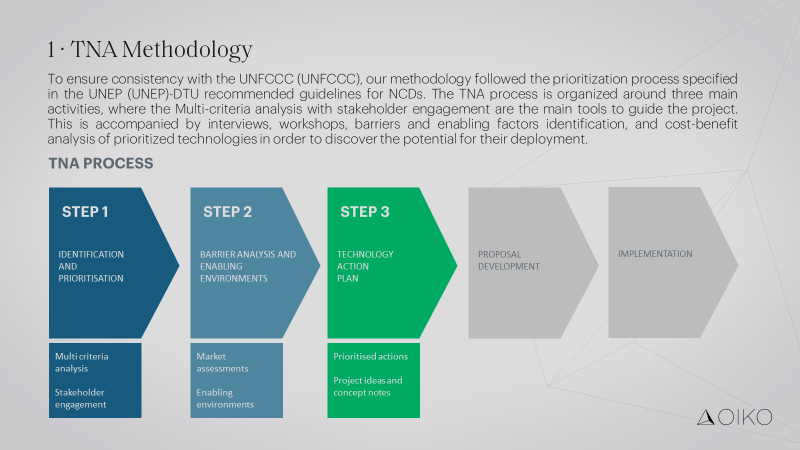 1 · TNA Methodology
To ensure consistency with the UNFCCC (UNFCCC), our methodology followed the prioritization process specified
in the UNEP (UNEP)-DTU recommended guidelines for NCDs. The TNA process is organized around three main
activities, where the Multi-criteria analysis with stakeholder engagement are the main tools to guide the project.
This is accompanied by interviews, workshops, barriers and enabling factors identification, and cost-benefit
analysis of prioritized technologies in order to discover the potential for their deployment.
TNA PROCESS
STEP 1
IDENTIFICATION
AND
PRIORITISATION
Multi criteria
analysis
Stakeholder
engagement
STEP 2
BARRIER ANALYSIS AND
ENABLING
ENVIRONMENTS
Market
assessments
Enabling
environments
STEP 3
TECHNOLOGY
ACTION
PLAN
Prioritised actions
Project ideas and
concept notes
PROPOSAL
DEVELOPMENT
IMPLEMENTATION
OIKO